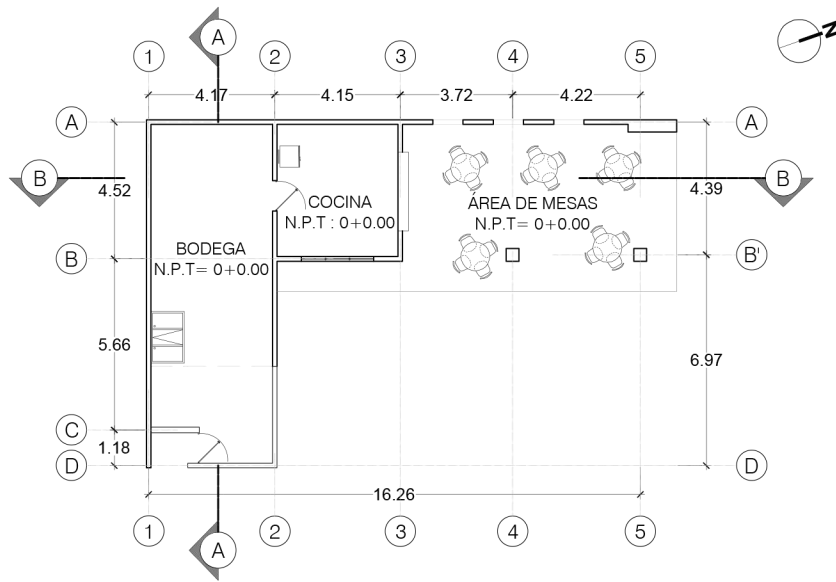 N
A
1 2 3 4 5
4.17 4.15 3.72 4.22
A A
B B
4.52 4.39
COCINA
N.P.T : 0+0.00
ÁREA DE MESAS
N.P.T= 0+0.00
BODEGA
N.P.T= 0+0.00
B B'
5.66
6.97
C
1.18
D D
16.26
1 2 3 4 5
A